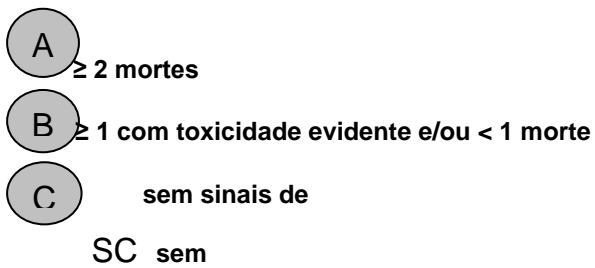 A ≥ 2 mortes
B ≥ 1 com toxicidade evidente e/ou < 1 morte
C sem sinais de
SC sem